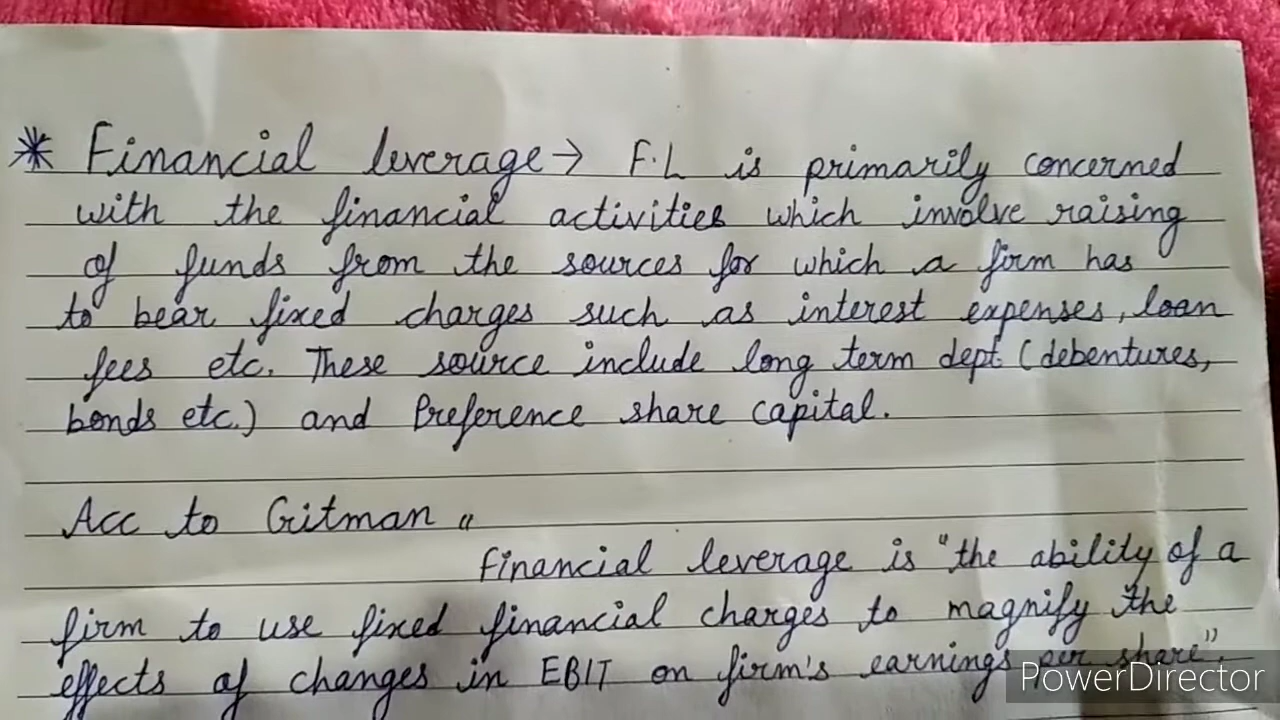 * Financial leverage → F.L is primarily concerned
with the financial activities which involve raising
of funds from the sources for which a firm has
to bear fixed charges such as interest expenses, loan
fees etc. These source include long term dept (debentures,
bonds etc.) and Preference share capital.
Acc to Gitman "
Financial leverage is "the ability of a
firm to use fixed financial charges to magnify the
effects of changes in EBIT on firm's earnings per share".
PowerDirector